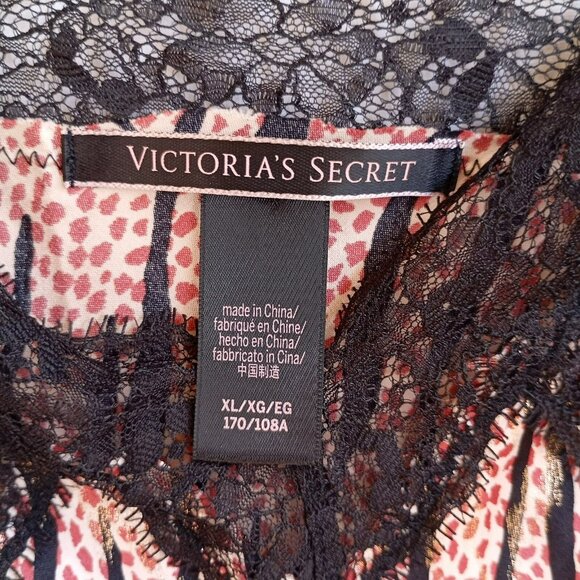 VICTORIA'S SECRET
made in China/
fabriqué en Chine/
hecho en China/
fabbricato in Cina/
中国制造
XL/XG/EG
170/108A